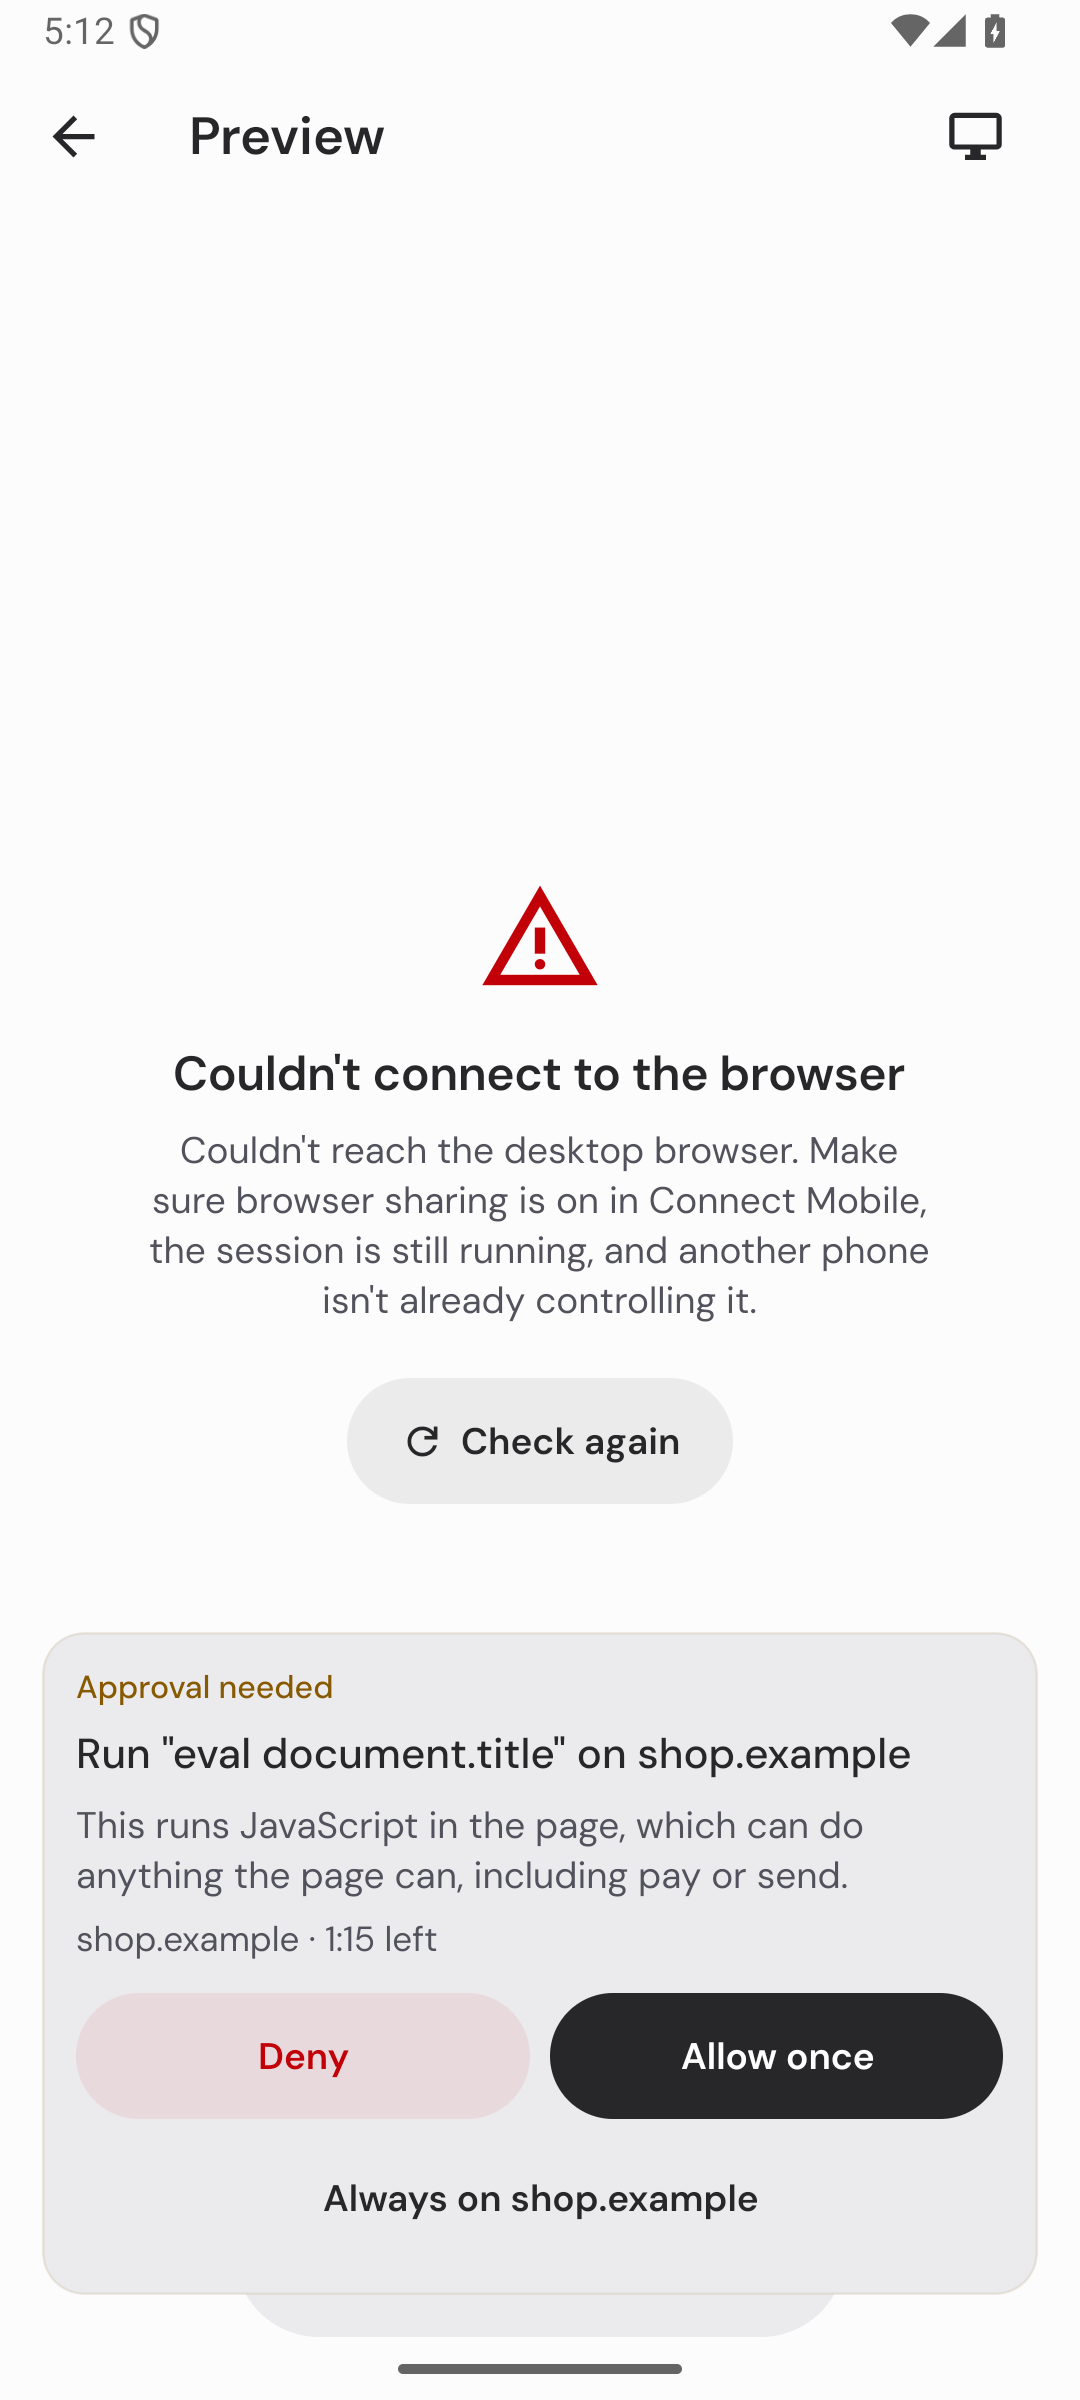 5:12
Preview
Couldn't connect to the browser
Couldn't reach the desktop browser. Make
sure browser sharing is on in Connect Mobile,
the session is still running, and another phone
isn't already controlling it.
Check again
Approval needed
Run "eval document.title" on shop.example
This runs JavaScript in the page, which can do
anything the page can, including pay or send.
shop.example · 1:15 left
Deny
Allow once
Always on shop.example